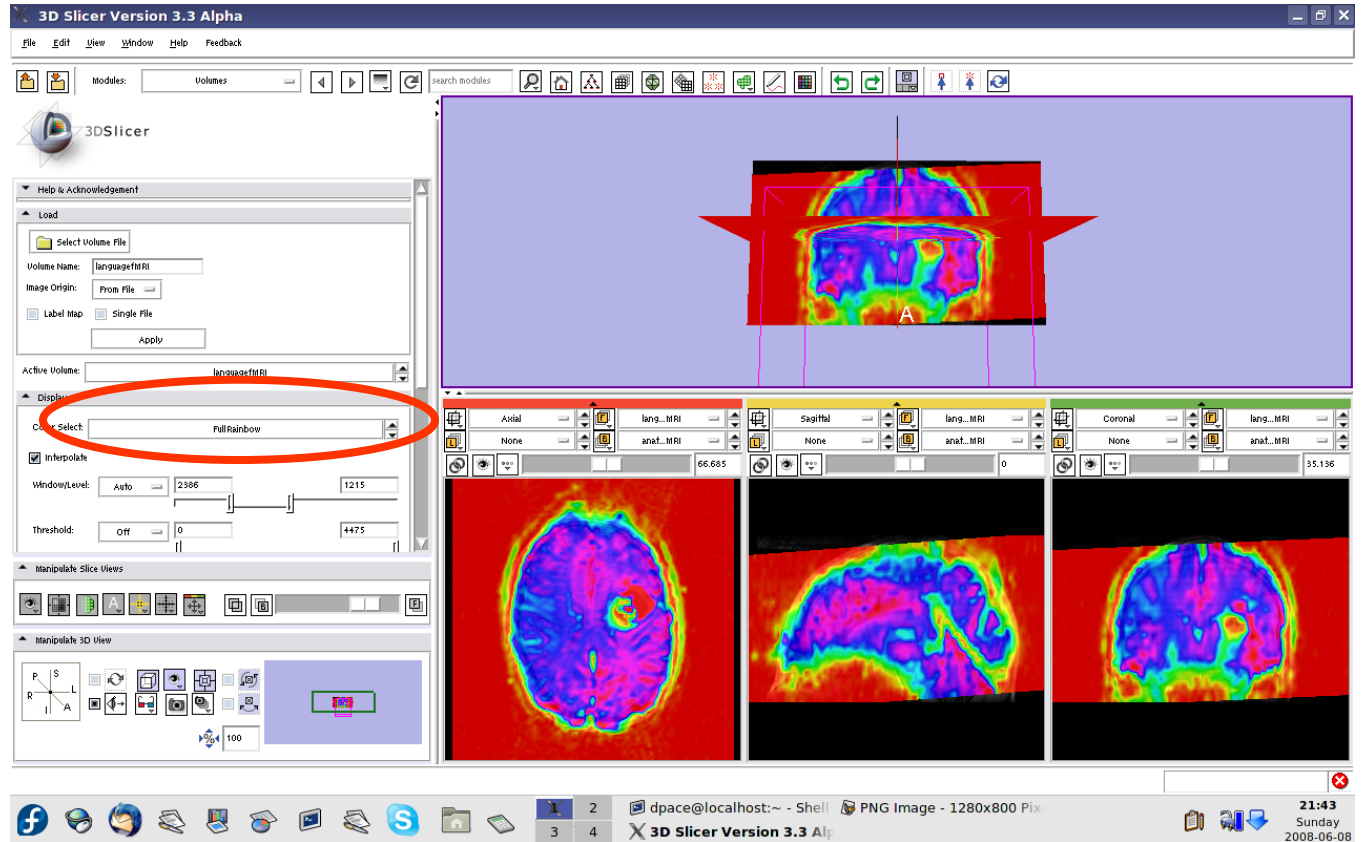 3D Slicer Version 3.3 Alpha
File Edit View Window Help Feedback
Modules: Volumes search modules
3DSlicer
Help & Acknowledgement
Load
Select Volume File
Volume Name: languagefMRI
Image Origin: From File
Label Map Single File
Apply
Active Volume: languagefMRI
Display
Color Select: FullRainbow
Interpolate
Window/Level: Auto 2386 1215
Threshold: Off 0 4475
Manipulate Slice Views
F
Manipulate 3D View
P S
R L
I A
% 100
A
Axial F lang...MRI
L None B anat...MRI
66.685
Sagittal F lang...MRI
L None B anat...MRI
0
Coronal F lang...MRI
L None B anat...MRI
35.136
1 2
3 4
dpace@localhost:~ - Shell
PNG Image - 1280x800 Pix
3D Slicer Version 3.3 Alp
21:43
Sunday
2008-06-08